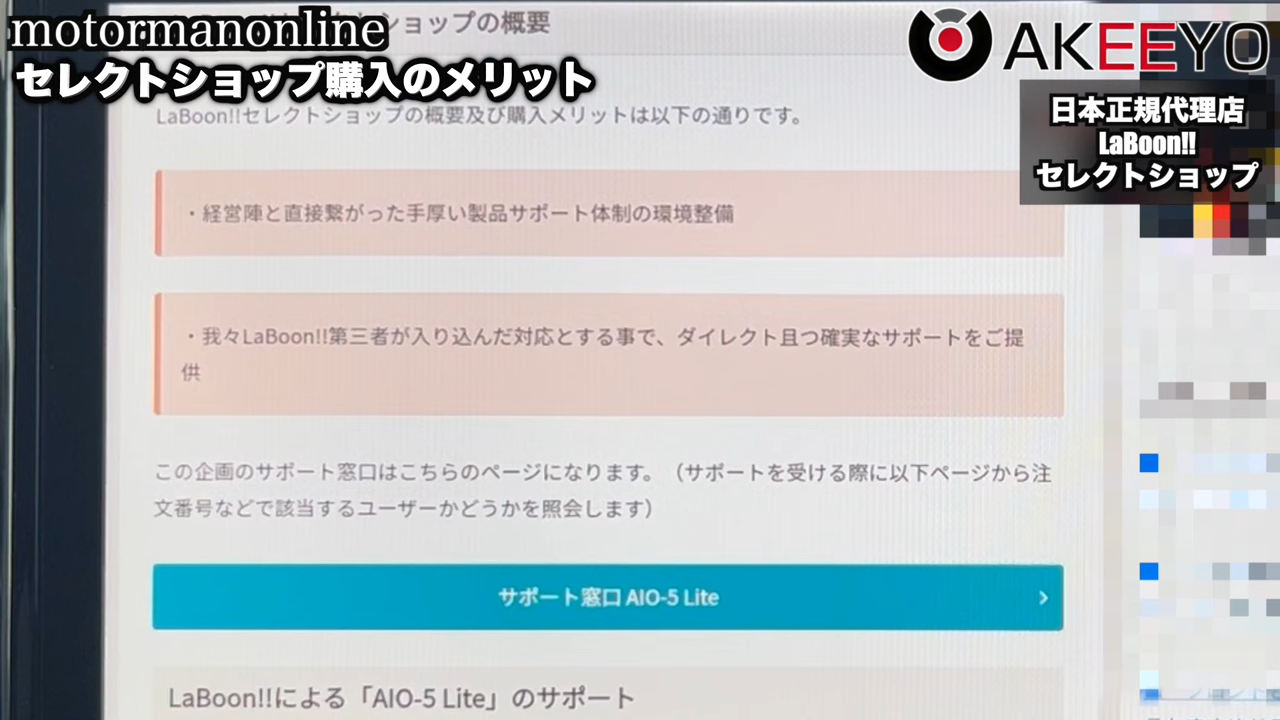 motormanonline
ショップの概要
セレクトショップ購入のメリット
AKEEYO
日本正規代理店
LaBoon!!
セレクトショップ
LaBoon!!セレクトショップの概要及び購入メリットは以下の通りです。
・経営陣と直接繋がった手厚い製品サポート体制の環境整備
・我々LaBoon!!第三者が入り込んだ対応とする事で、ダイレクト且つ確実なサポートをご提
供
この企画のサポート窓口はこちらのページになります。（サポートを受ける際に以下ページから注
文番号などで該当するユーザーかどうかを照会します）
サポート窓口 AIO-5 Lite
LaBoon!!による「AIO-5 Lite」のサポート